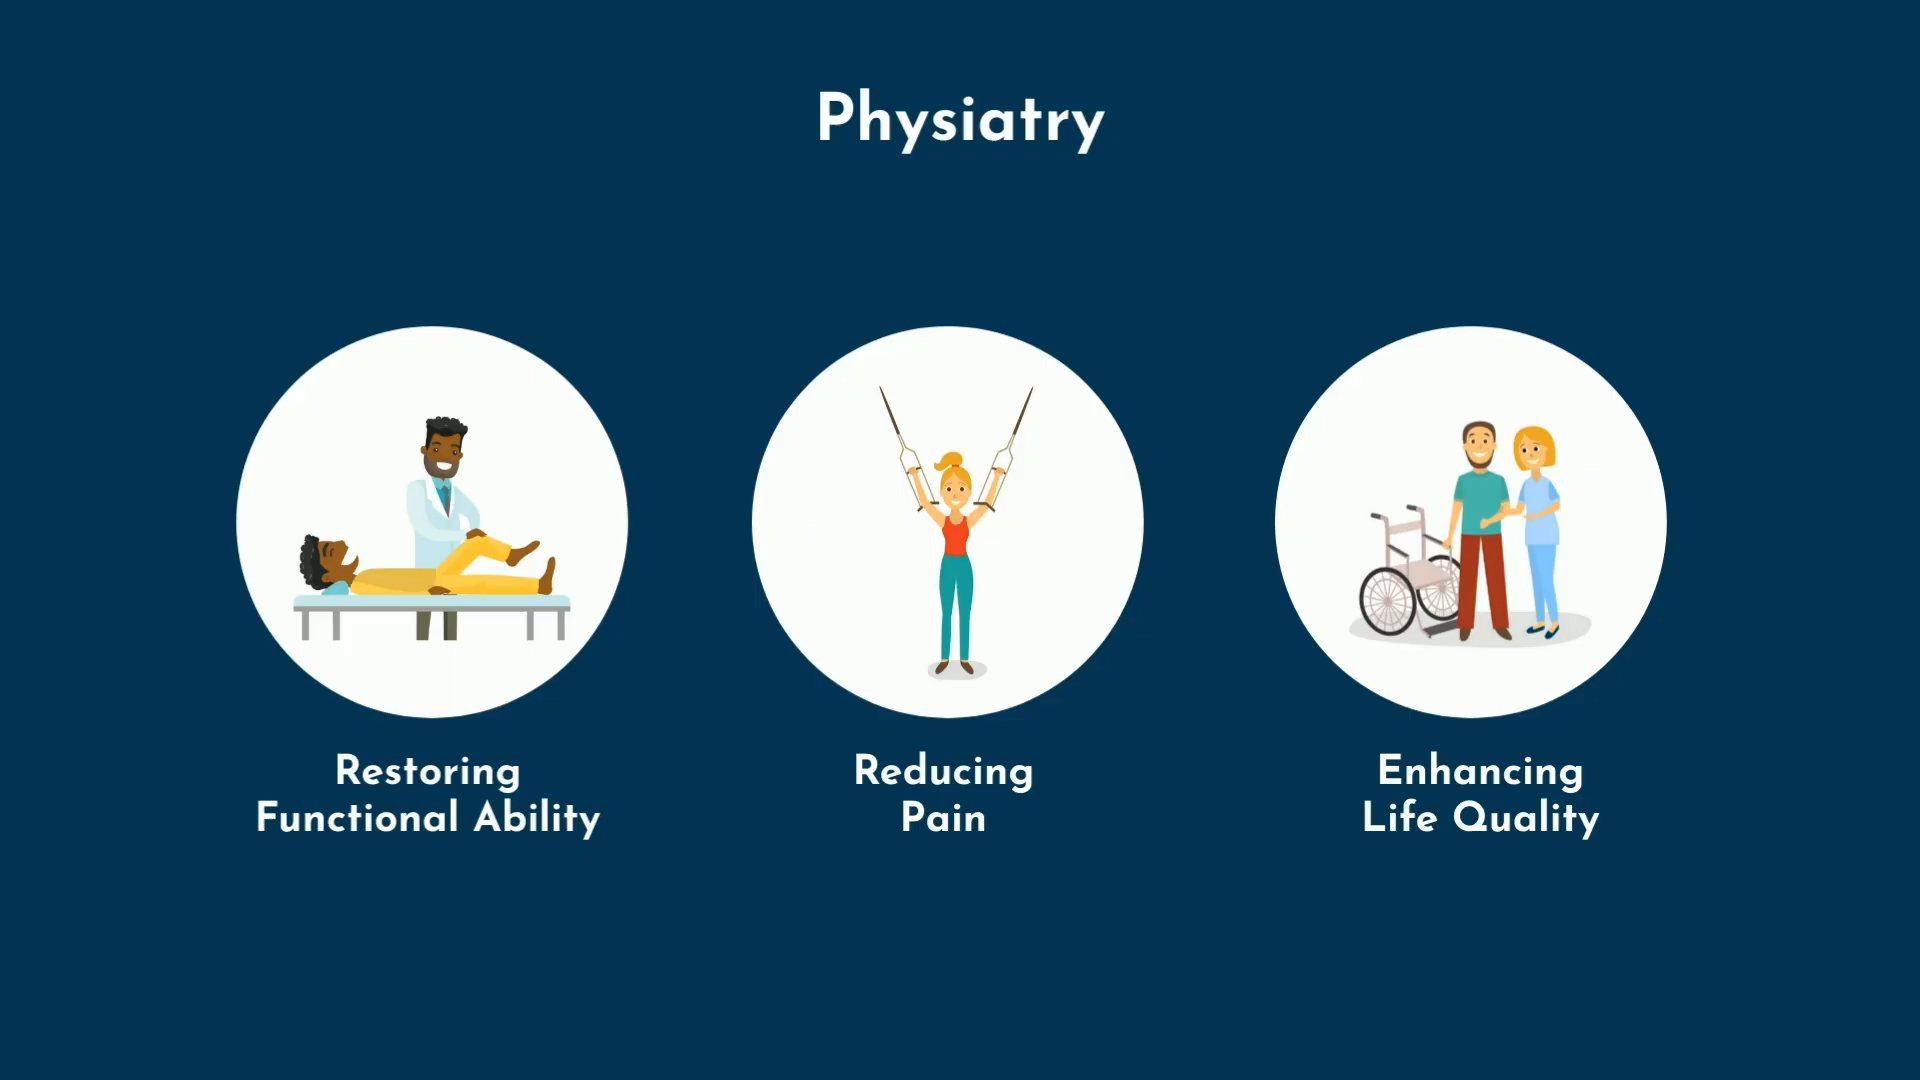 Physiatry
Restoring
Functional Ability
Reducing
Pain
Enhancing
Life Quality